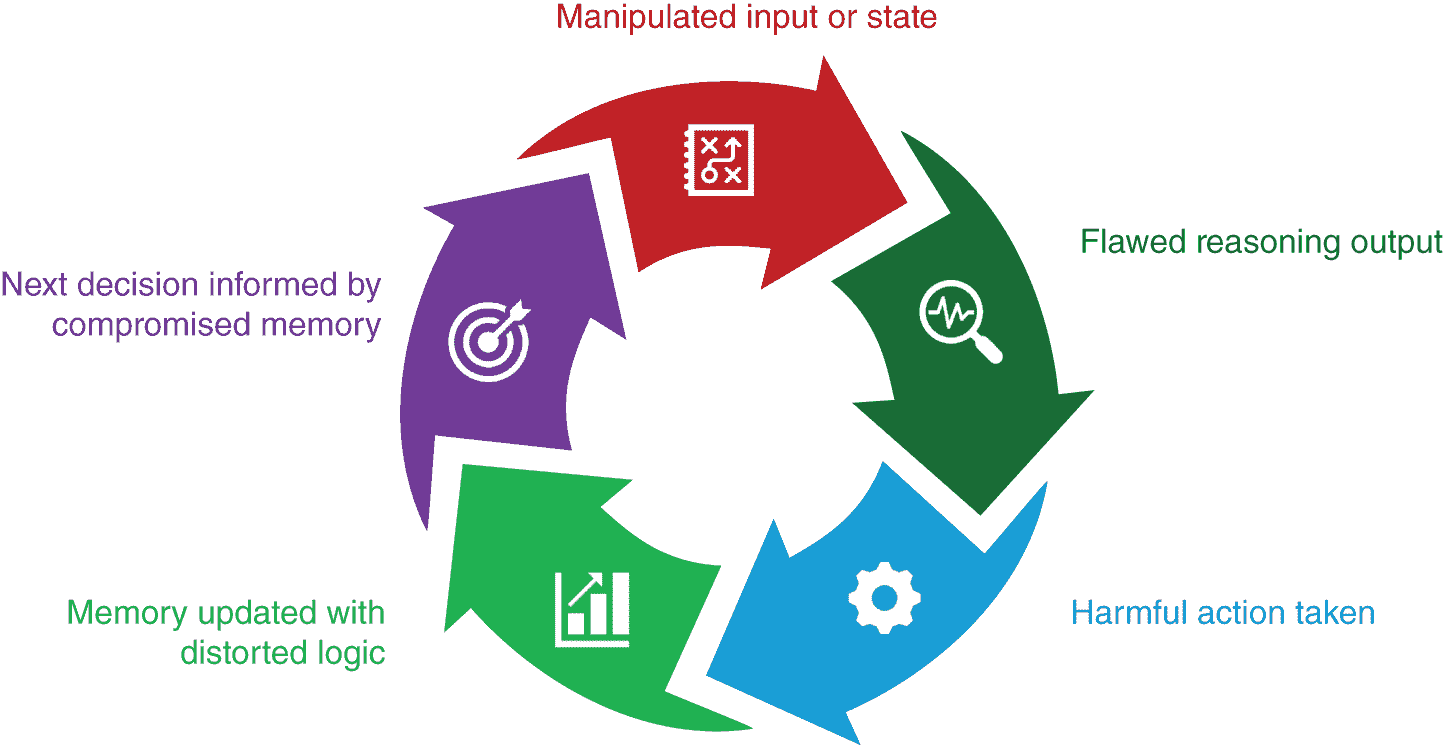 Manipulated input or state
Flawed reasoning output
Harmful action taken
Memory updated with
distorted logic
Next decision informed by
compromised memory